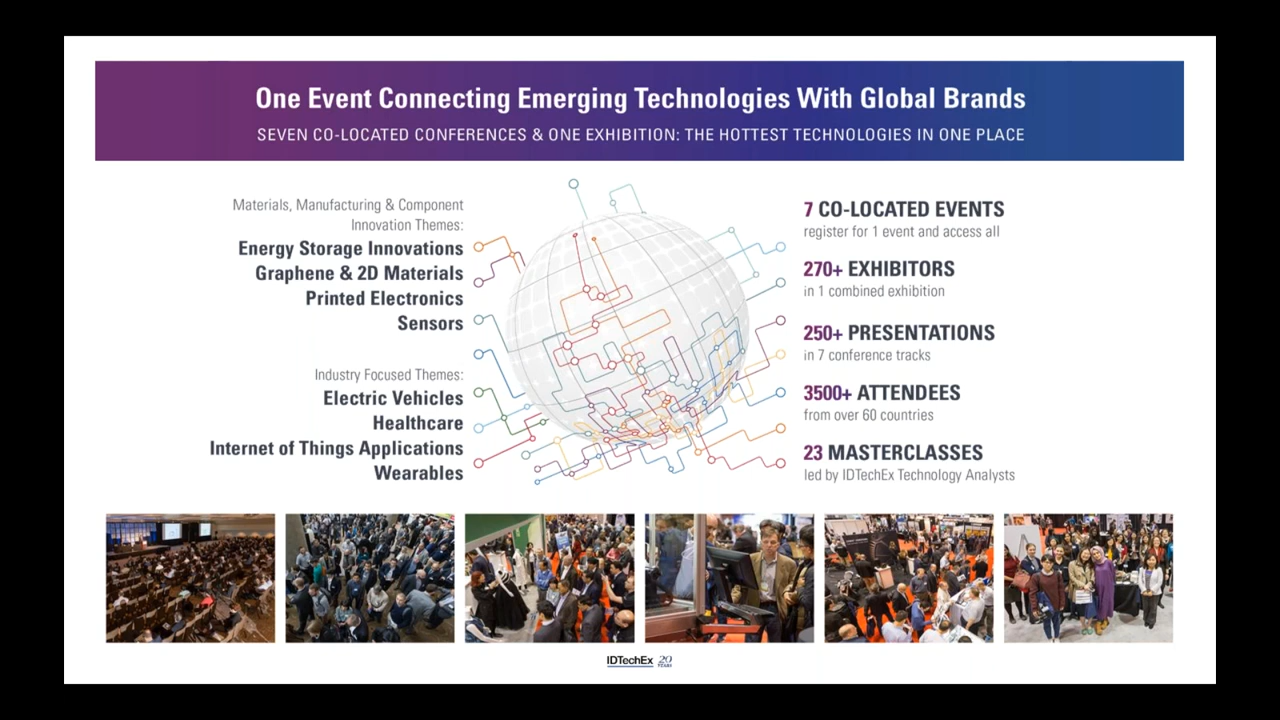 One Event Connecting Emerging Technologies With Global Brands
SEVEN CO-LOCATED CONFERENCES & ONE EXHIBITION: THE HOTTEST TECHNOLOGIES IN ONE PLACE
Materials, Manufacturing & Component
Innovation Themes:
Energy Storage Innovations
Graphene & 2D Materials
Printed Electronics
Sensors
Industry Focused Themes:
Electric Vehicles
Healthcare
Internet of Things Applications
Wearables
7 CO-LOCATED EVENTS
register for 1 event and access all
270+ EXHIBITORS
in 1 combined exhibition
250+ PRESENTATIONS
in 7 conference tracks
3500+ ATTENDEES
from over 60 countries
23 MASTERCLASSES
led by IDTechEx Technology Analysts
IDTechEx 20 YEARS